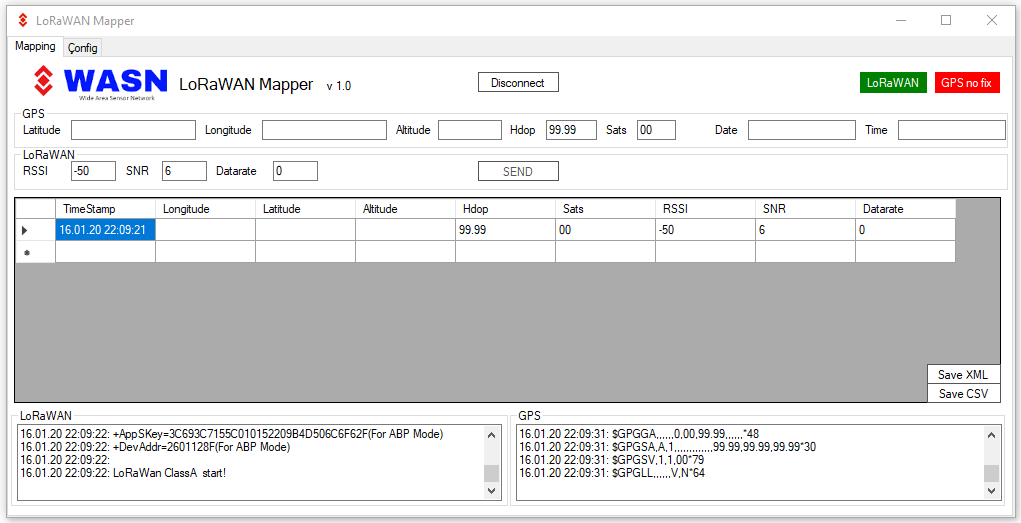 LoRaWAN Mapper
Mapping Config
WASN LoRaWAN Mapper v 1.0 Disconnect LoRaWAN GPS no fix
Wide Area Sensor Network
GPS
Latitude Longitude Altitude Hdop 99.99 Sats 00 Date Time
LoRaWAN
RSSI -50 SNR 6 Datarate 0 SEND
TimeStamp Longitude Latitude Altitude Hdop Sats RSSI SNR Datarate
16.01.20 22:09:21 99.99 00 -50 6 0
Save XML
Save CSV
LoRaWAN
16.01.20 22:09:22: +AppSKey=3C693C7155C010152209B4D506C6F62F(For ABP Mode)
16.01.20 22:09:22: +DevAddr=2601128F(For ABP Mode)
16.01.20 22:09:22:
16.01.20 22:09:22: LoRaWan ClassA start!
GPS
16.01.20 22:09:31: $GPGGA,,,,,,0,00,99.99,,,,,,*48
16.01.20 22:09:31: $GPGSA,A,1,,,,,,,,,,,,,99.99,99.99,99.99*30
16.01.20 22:09:31: $GPGSV,1,1,00*79
16.01.20 22:09:31: $GPGLL,,,,,,V,N*64